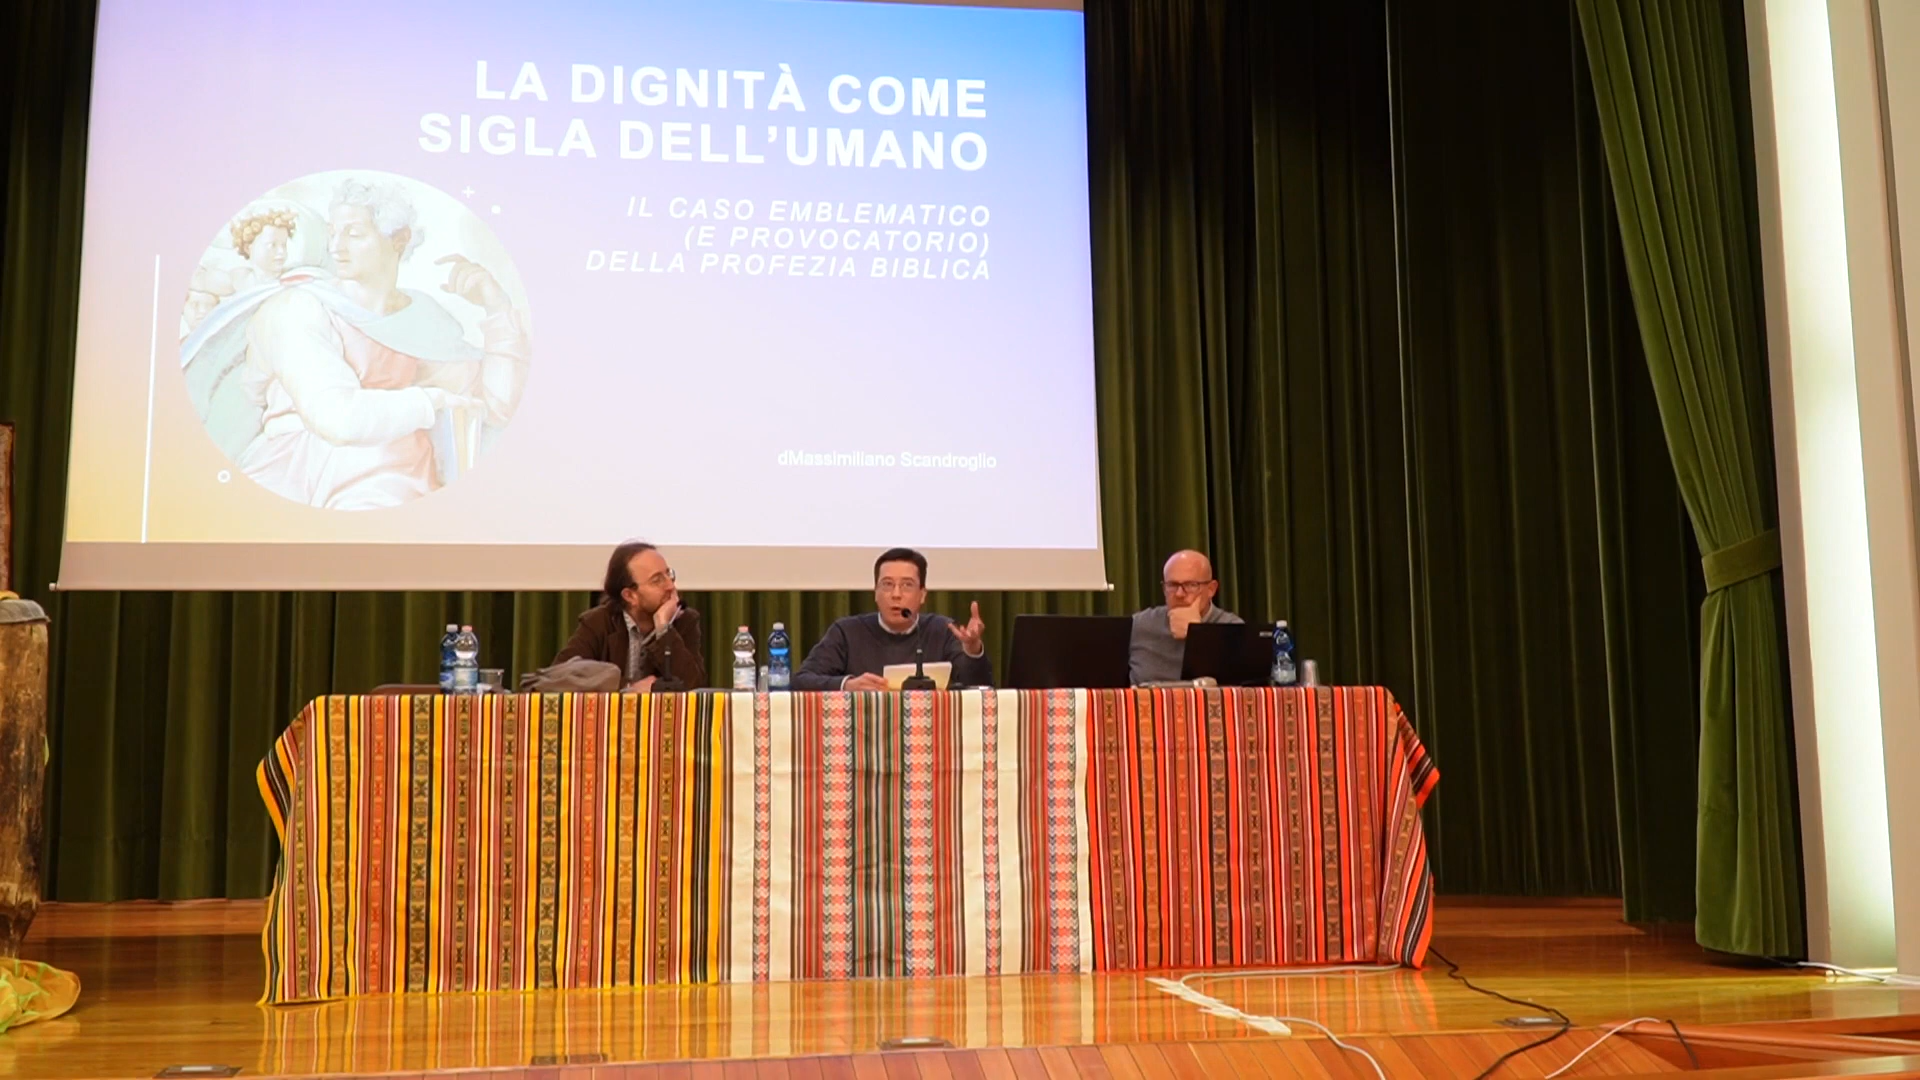 LA DIGNITÀ COME
SIGLA DELL'UMANO
IL CASO EMBLEMATICO
(E PROVOCATORIO)
DELLA PROFEZIA BIBLICA
dMassimiliano Scandroglio